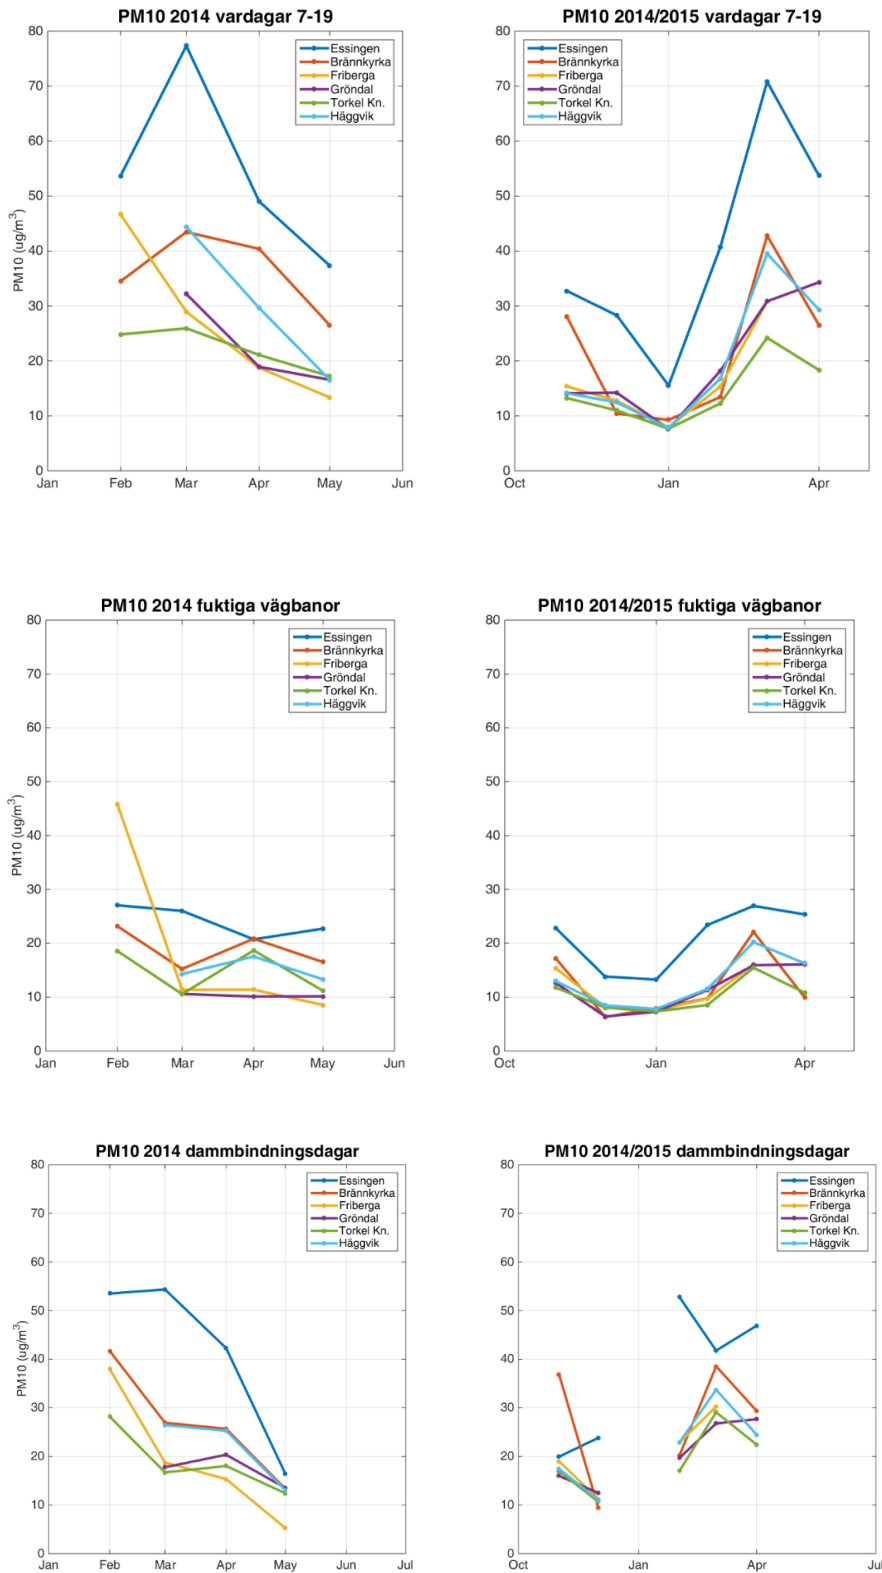 PM10 2014 vardagar 7-19
80
70
60
50
40
30
20
10
0
PM10 (ug/m³)
Jan Feb Mar Apr May Jun
Essingen
Brännkyrka
Friberga
Gröndal
Torkel Kn.
Häggvik
PM10 2014/2015 vardagar 7-19
80
70
60
50
40
30
20
10
0
Oct Jan Apr
Essingen
Brännkyrka
Friberga
Gröndal
Torkel Kn.
Häggvik
PM10 2014 fuktiga vägbanor
80
70
60
50
40
30
20
10
0
PM10 (ug/m³)
Jan Feb Mar Apr May Jun
Essingen
Brännkyrka
Friberga
Gröndal
Torkel Kn.
Häggvik
PM10 2014/2015 fuktiga vägbanor
80
70
60
50
40
30
20
10
0
Oct Jan Apr
Essingen
Brännkyrka
Friberga
Gröndal
Torkel Kn.
Häggvik
PM10 2014 dammbindningsdagar
80
70
60
50
40
30
20
10
0
PM10 (ug/m³)
Jan Feb Mar Apr May Jun Jul
Essingen
Brännkyrka
Friberga
Gröndal
Torkel Kn.
Häggvik
PM10 2014/2015 dammbindningsdagar
80
70
60
50
40
30
20
10
0
Oct Jan Apr Jul
Essingen
Brännkyrka
Friberga
Gröndal
Torkel Kn.
Häggvik